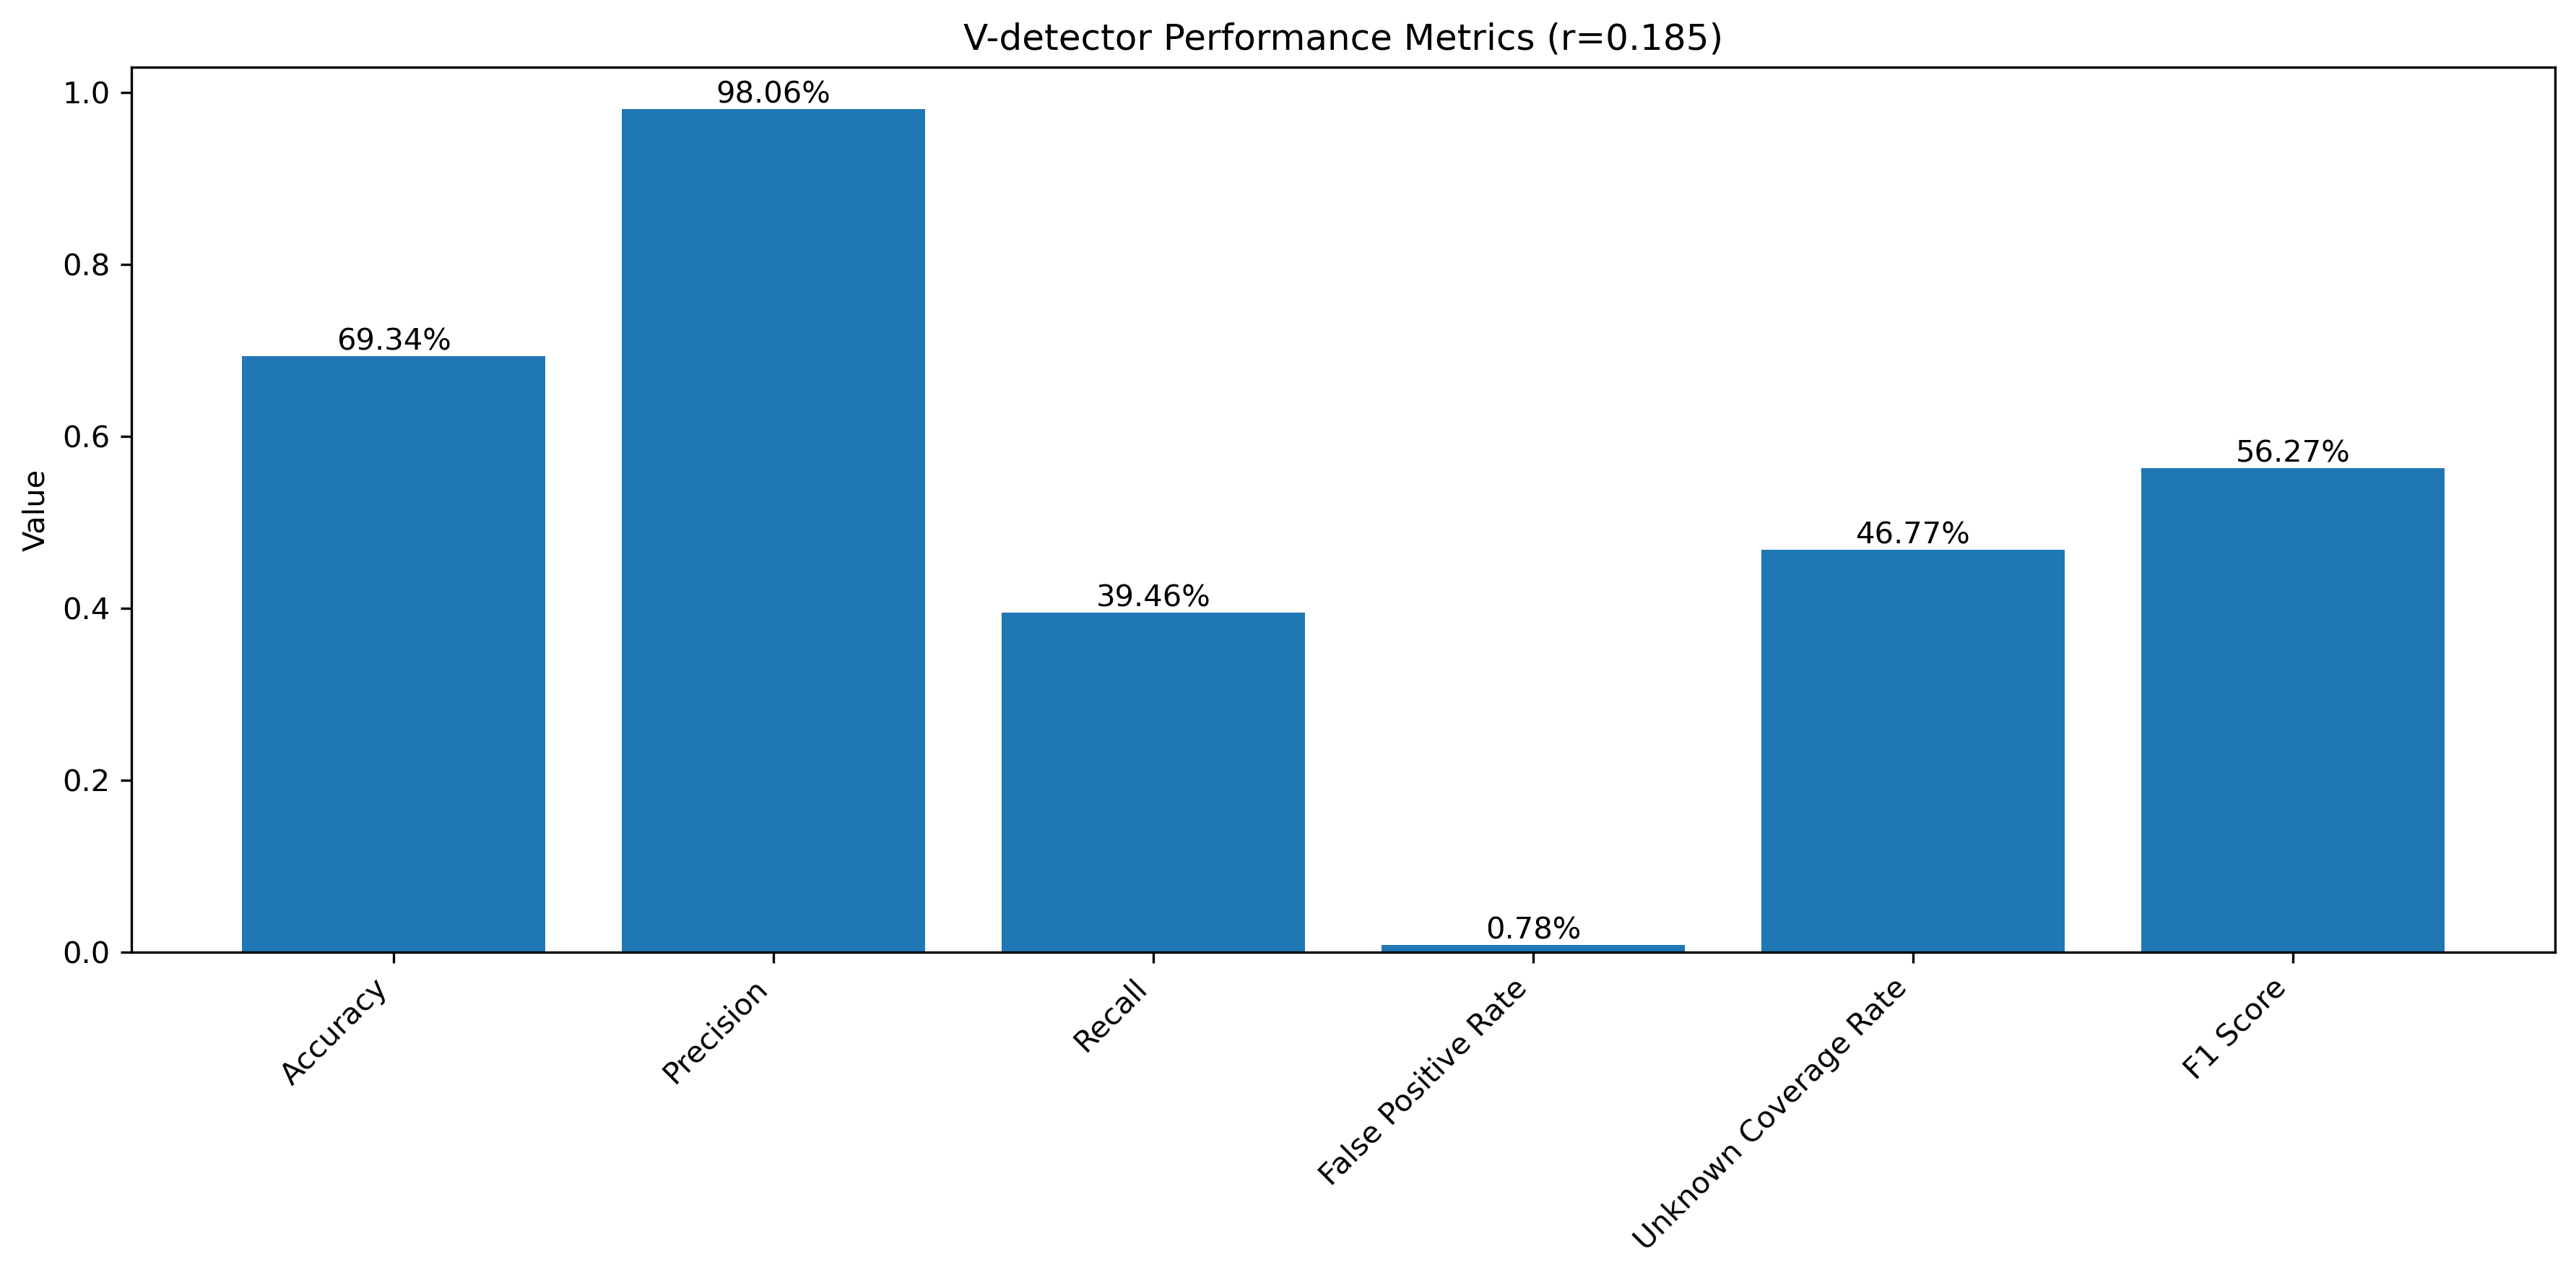 V-detector Performance Metrics (r=0.185)
Value
1.0
0.8
0.6
0.4
0.2
0.0
69.34%
98.06%
39.46%
0.78%
46.77%
56.27%
Accuracy
Precision
Recall
False Positive Rate
Unknown Coverage Rate
F1 Score